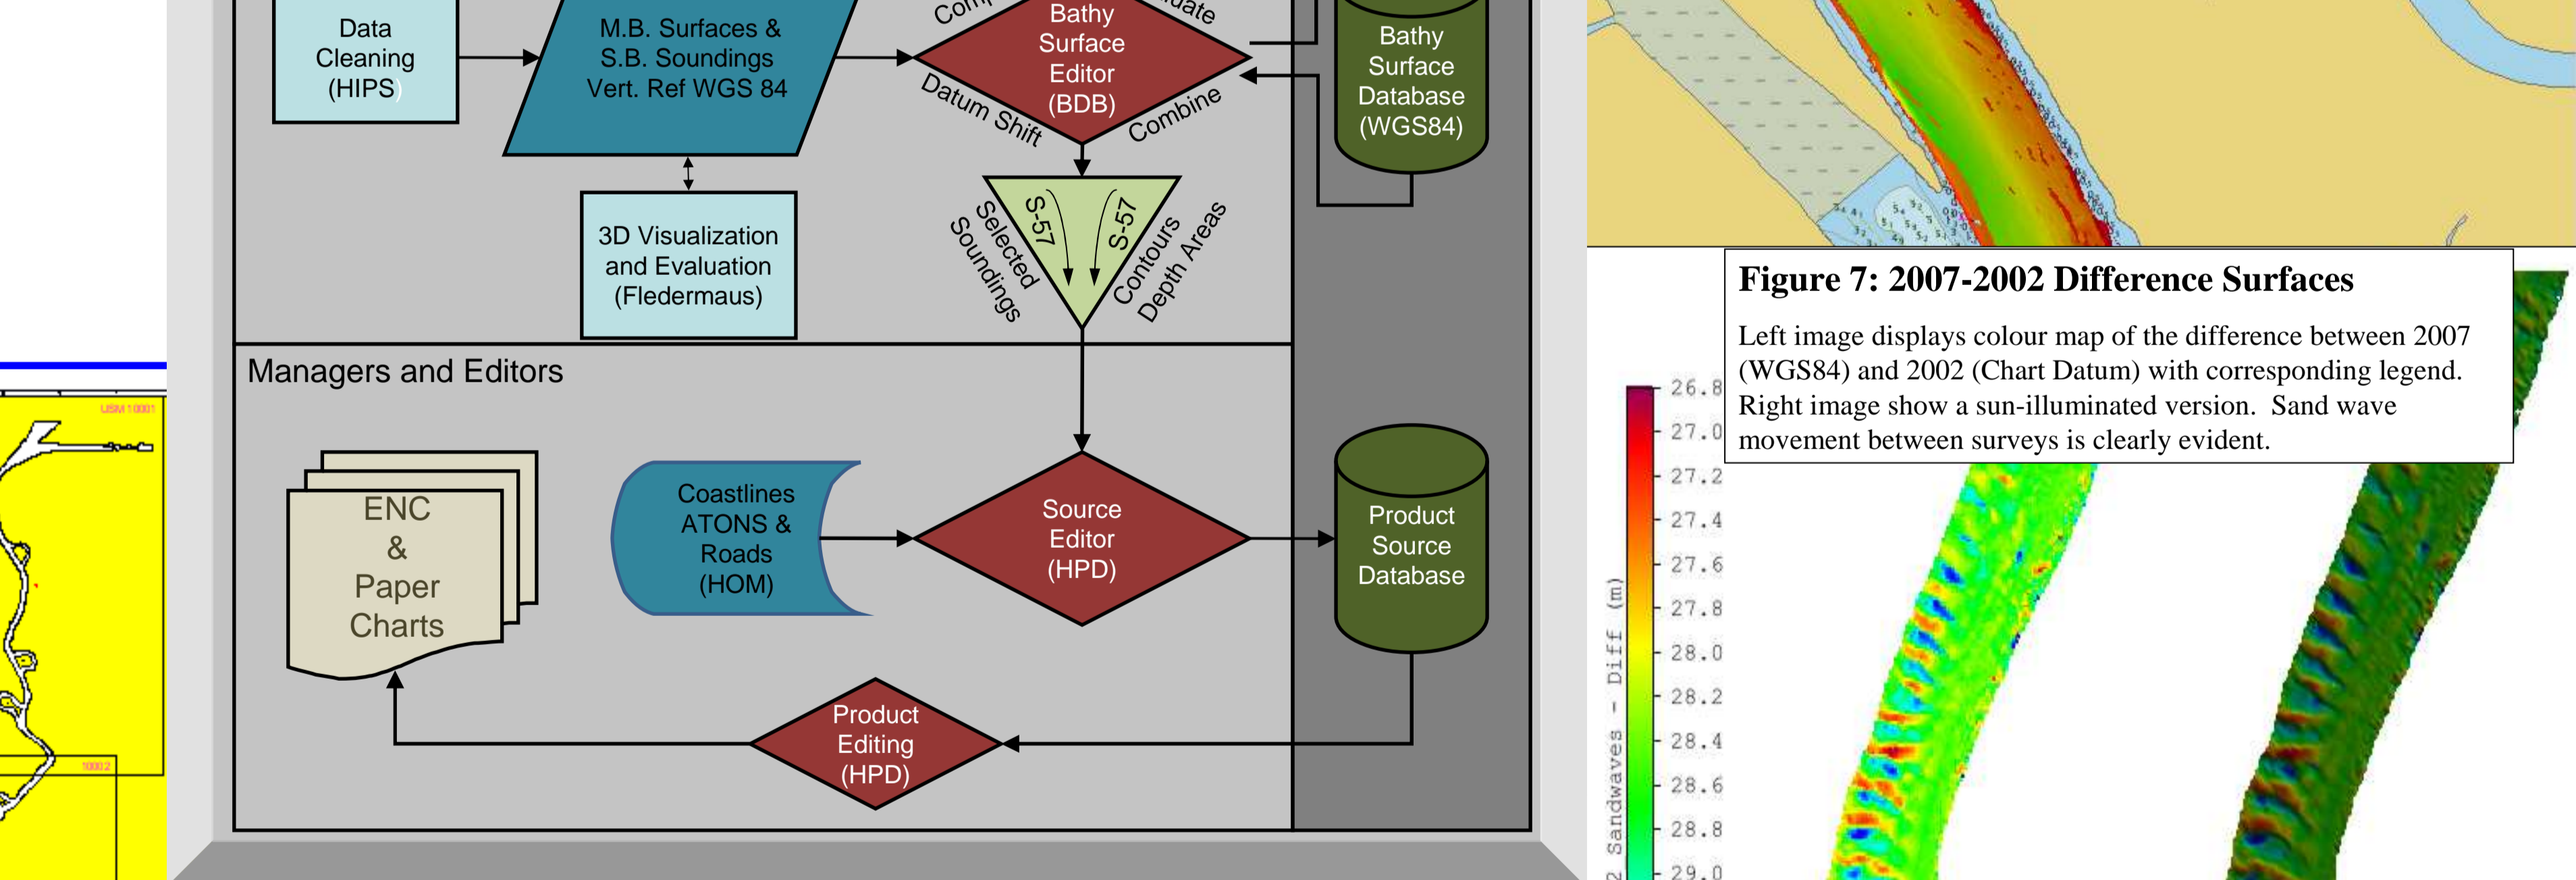 USM 10001
10002
Data
Cleaning
(HIPS)
M.B. Surfaces &
S.B. Soundings
Vert. Ref WGS 84
Bathy
Surface
Editor
(BDB)
Datum Shift
Combine
Bathy
Surface
Database
(WGS84)
3D Visualization
and Evaluation
(Fledermaus)
S-57
S-57
Selected
Soundings
Contours
Depth Areas
Managers and Editors
ENC
&
Paper
Charts
Coastlines
ATONS &
Roads
(HOM)
Source
Editor
(HPD)
Product
Source
Database
Product
Editing
(HPD)
Figure 7: 2007-2002 Difference Surfaces
Left image displays colour map of the difference between 2007
(WGS84) and 2002 (Chart Datum) with corresponding legend.
Right image show a sun-illuminated version. Sand wave
movement between surveys is clearly evident.
26.8
27.0
27.2
27.4
27.6
27.8
28.0
28.2
28.4
28.6
28.8
29.0
2 Sandwaves - Diff (m)